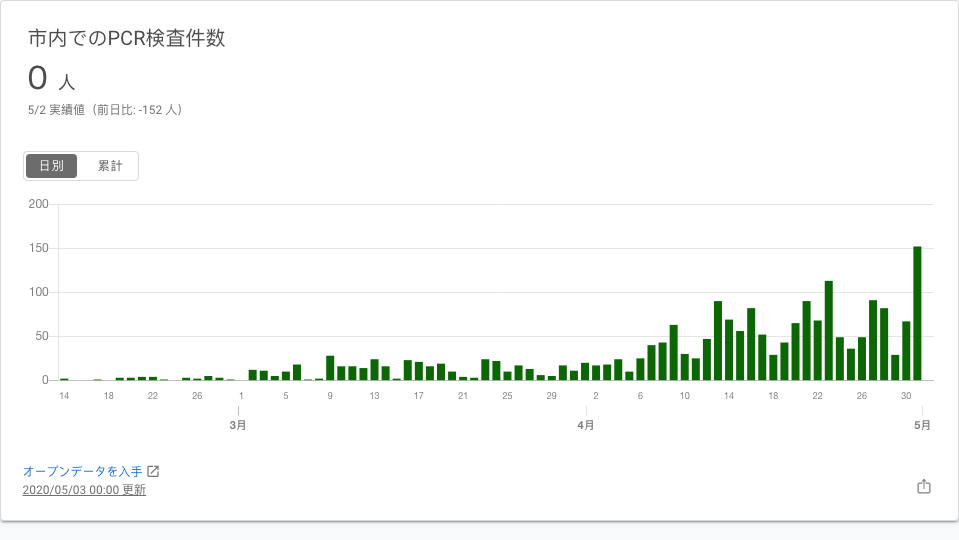 市内でのPCR検査件数
0 人
5/2 実績値（前日比: -152 人）
日別 累計
200
150
100
50
0
14 18 22 26 1 5 9 13 17 21 25 29 2 6 10 14 18 22 26 30
3月 4月 5月
オープンデータを入手
2020/05/03 00:00 更新